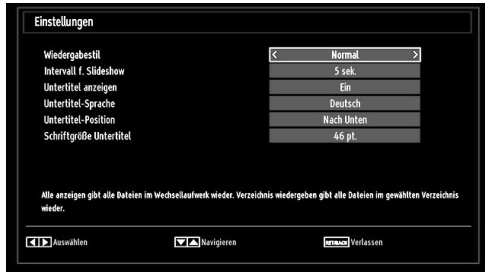 Einstellungen
Wiedergabestil < Normal >
Intervall f. Slideshow 5 sek.
Untertitel anzeigen Ein
Untertitel-Sprache Deutsch
Untertitel-Position Nach Unten
Schriftgröße Untertitel 46 pt.
Alle anzeigen gibt alle Dateien im Wechsellaufwerk wieder. Verzeichnis wiedergeben gibt alle Dateien im gewählten Verzeichnis
wieder.
Auswählen Navigieren RET/BACK Verlassen